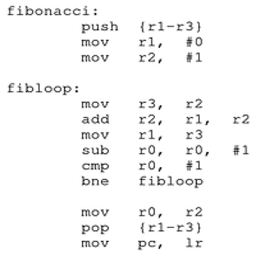 fibonacci:
push {r1-r3}
mov r1, #0
mov r2, #1
fibloop:
mov r3, r2
add r2, r1, r2
mov r1, r3
sub r0, r0, #1
cmp r0, #1
bne fibloop
mov r0, r2
pop {r1-r3}
mov pc, lr